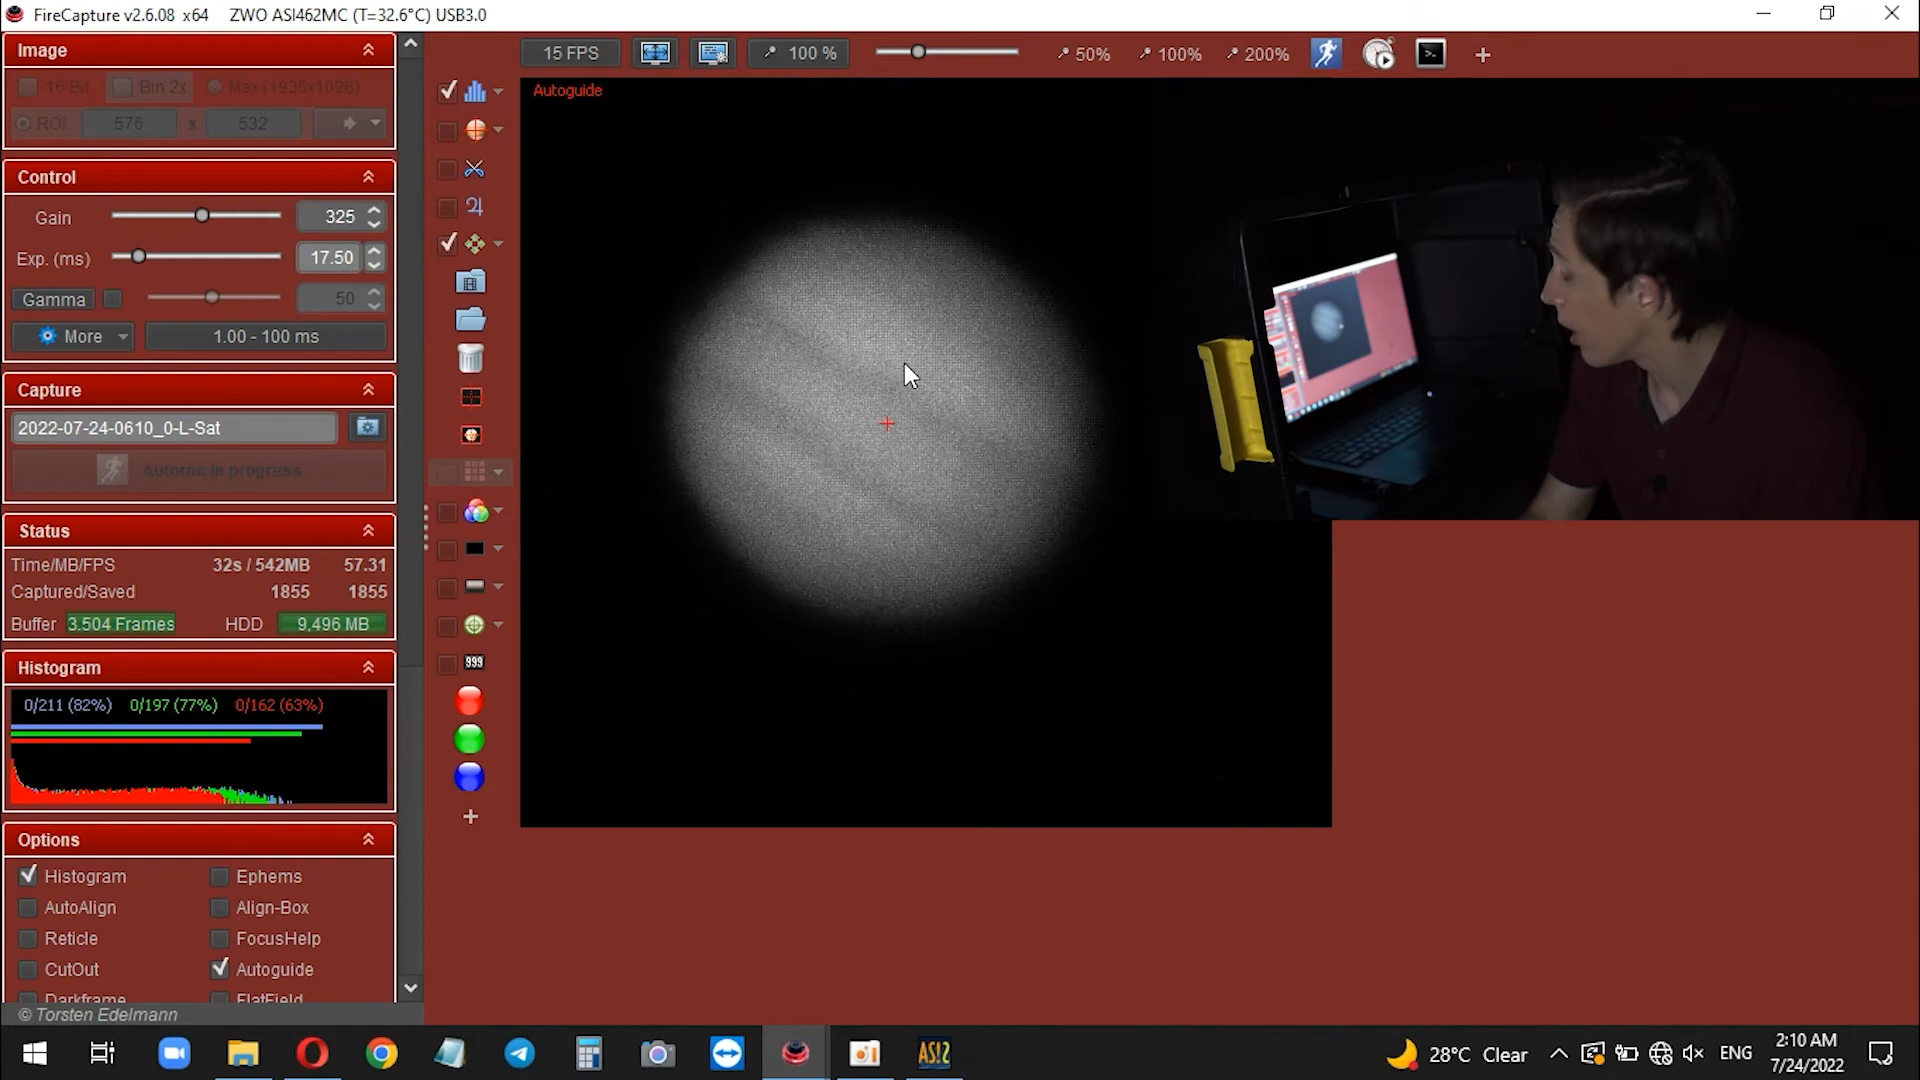 FireCapture v2.6.08 x64 ZWO ASI462MC (T=32.6°C) USB3.0
Image
16 Bit Bin 2x Max (1935x1096)
ROI 576 x 532
Control
Gain 325
Exp. (ms) 17.50
Gamma 50
More 1.00 - 100 ms
Capture
2022-07-24-0610_0-L-Sat
Autorun in progress
Status
Time/MB/FPS 32s / 542MB 57.31
Captured/Saved 1855 1855
Buffer 3.504 Frames HDD 9,496 MB
Histogram
0/211 (82%) 0/197 (77%) 0/162 (63%)
Options
Histogram Ephems
AutoAlign Align-Box
Reticle FocusHelp
CutOut Autoguide
Darkframe FlatField
© Torsten Edelmann
15 FPS 100 % 50% 100% 200%
Autoguide
999
AS!2
28°C Clear
ENG
2:10 AM
7/24/2022